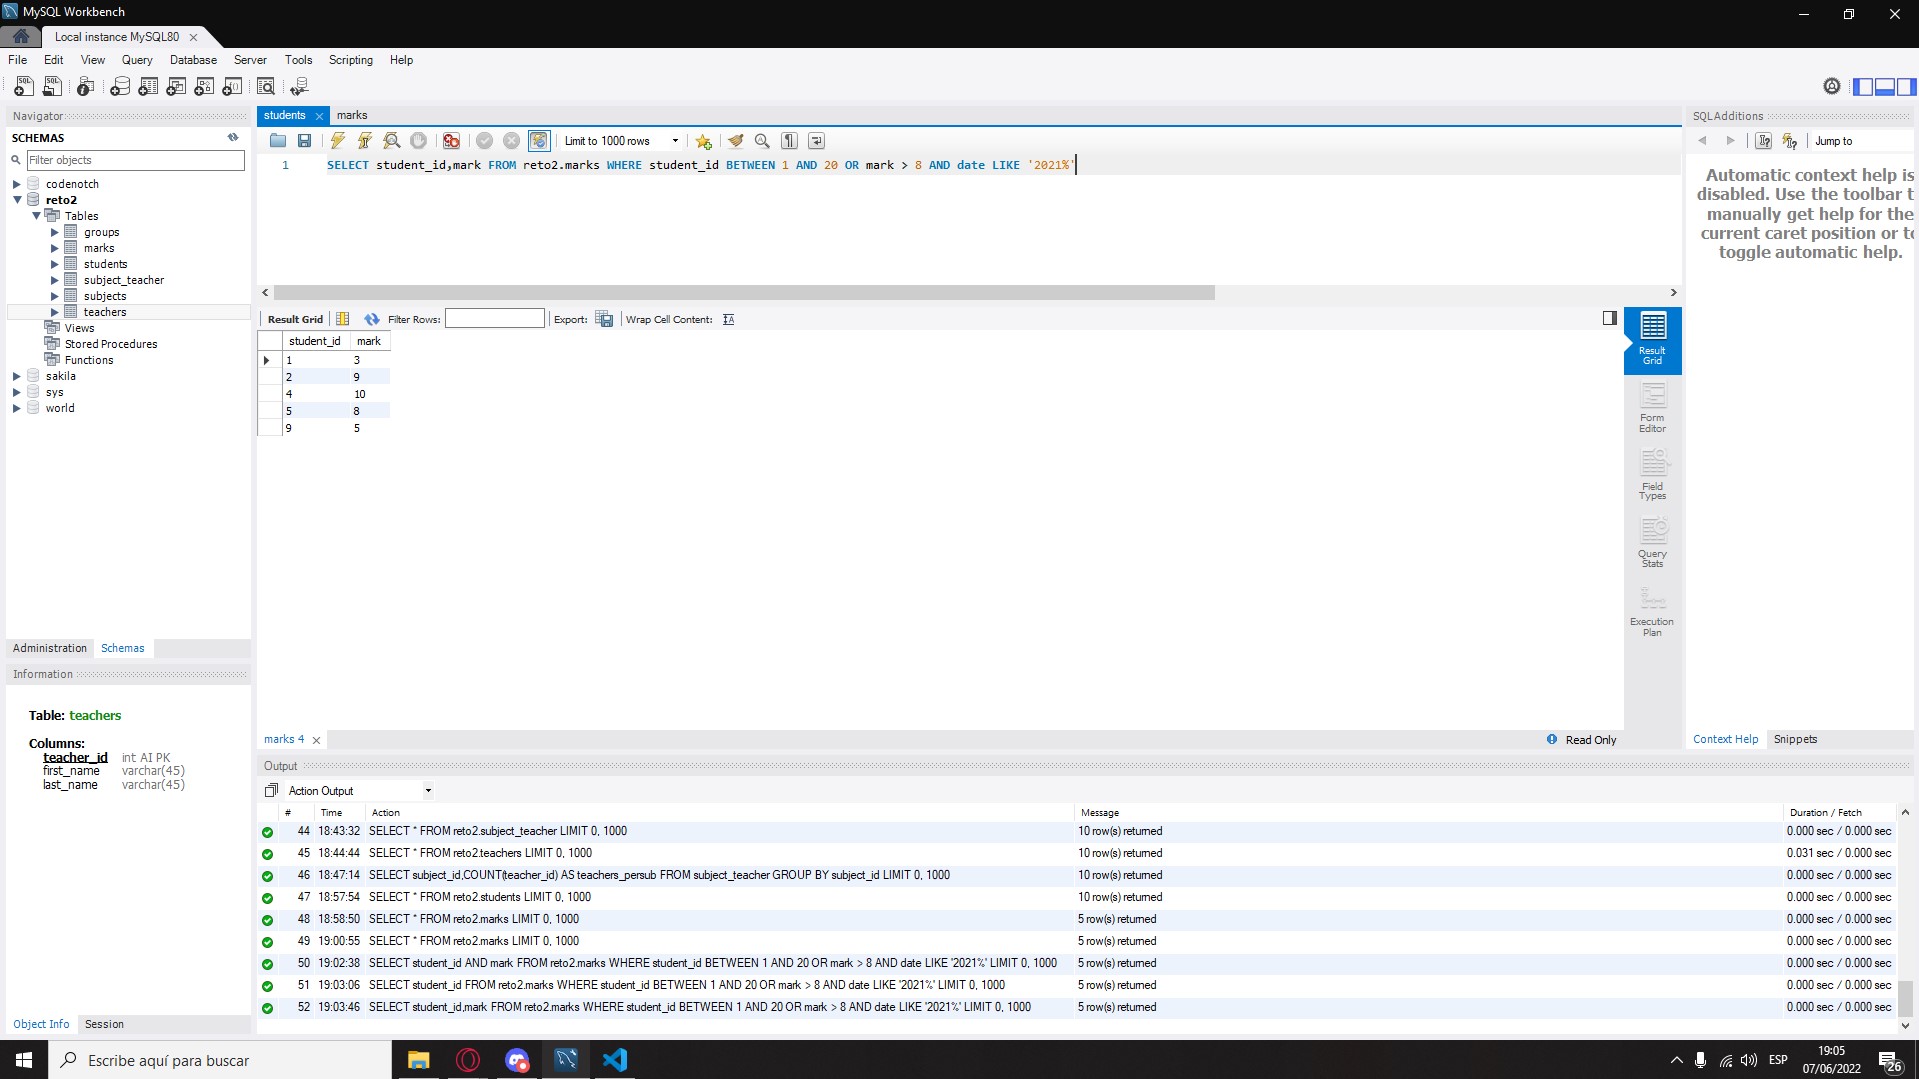 MySQL Workbench
Local instance MySQL80
File Edit View Query Database Server Tools Scripting Help
Navigator
SCHEMAS
Filter objects
codenotch
reto2
Tables
groups
marks
students
subject_teacher
subjects
teachers
Views
Stored Procedures
Functions
sakila
sys
world
Administration Schemas
Information
Table: teachers
Columns:
teacher_id int AI PK
first_name varchar(45)
last_name varchar(45)
Object Info Session
students marks
Limit to 1000 rows
1 SELECT student_id,mark FROM reto2.marks WHERE student_id BETWEEN 1 AND 20 OR mark > 8 AND date LIKE '2021%'
Result Grid Filter Rows: Export: Wrap Cell Content:
student_id mark
1 3
2 9
4 10
5 8
9 5
Result
Grid
Form
Editor
Field
Types
Query
Stats
Execution
Plan
marks 4
Read Only
SQLAdditions
Jump to
Automatic context help is
disabled. Use the toolbar t
manually get help for the
current caret position or to
toggle automatic help.
Context Help Snippets
Output
Action Output
# Time Action Message Duration / Fetch
44 18:43:32 SELECT * FROM reto2.subject_teacher LIMIT 0, 1000 10 row(s) returned 0.000 sec / 0.000 sec
45 18:44:44 SELECT * FROM reto2.teachers LIMIT 0, 1000 10 row(s) returned 0.031 sec / 0.000 sec
46 18:47:14 SELECT subject_id,COUNT(teacher_id) AS teachers_persub FROM subject_teacher GROUP BY subject_id LIMIT 0, 1000 10 row(s) returned 0.000 sec / 0.000 sec
47 18:57:54 SELECT * FROM reto2.students LIMIT 0, 1000 10 row(s) returned 0.000 sec / 0.000 sec
48 18:58:50 SELECT * FROM reto2.marks LIMIT 0, 1000 5 row(s) returned 0.000 sec / 0.000 sec
49 19:00:55 SELECT * FROM reto2.marks LIMIT 0, 1000 5 row(s) returned 0.000 sec / 0.000 sec
50 19:02:38 SELECT student_id AND mark FROM reto2.marks WHERE student_id BETWEEN 1 AND 20 OR mark > 8 AND date LIKE '2021%' LIMIT 0, 1000 5 row(s) returned 0.000 sec / 0.000 sec
51 19:03:06 SELECT student_id FROM reto2.marks WHERE student_id BETWEEN 1 AND 20 OR mark > 8 AND date LIKE '2021%' LIMIT 0, 1000 5 row(s) returned 0.000 sec / 0.000 sec
52 19:03:46 SELECT student_id,mark FROM reto2.marks WHERE student_id BETWEEN 1 AND 20 OR mark > 8 AND date LIKE '2021%' LIMIT 0, 1000 5 row(s) returned 0.000 sec / 0.000 sec
Escribe aquí para buscar
ESP
19:05
07/06/2022
26